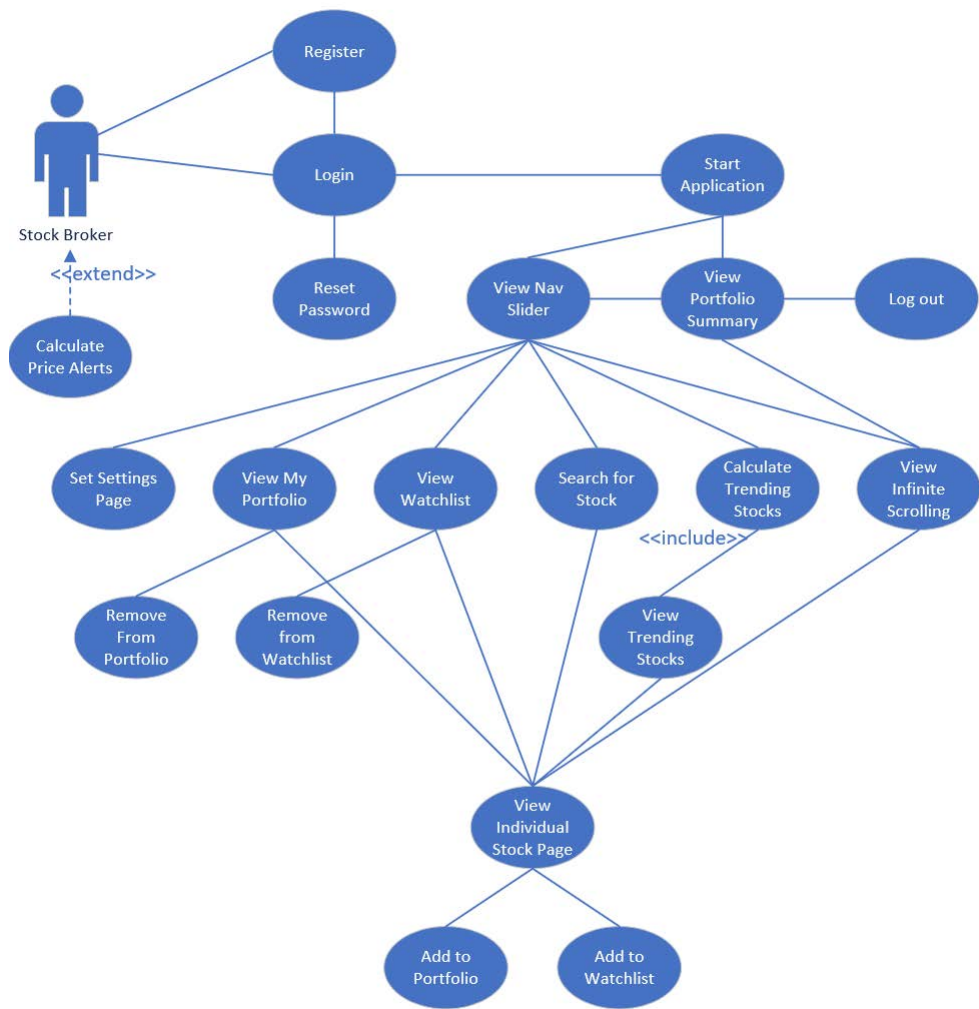 Register
Login
Start
Application
Stock Broker
<<extend>>
Reset
Password
View Nav
Slider
View
Portfolio
Summary
Log out
Calculate
Price Alerts
Set Settings
Page
View My
Portfolio
View
Watchlist
Search for
Stock
Calculate
Trending
Stocks
View
Infinite
Scrolling
<<include>>
Remove
From
Portfolio
Remove
from
Watchlist
View
Trending
Stocks
View
Individual
Stock Page
Add to
Portfolio
Add to
Watchlist